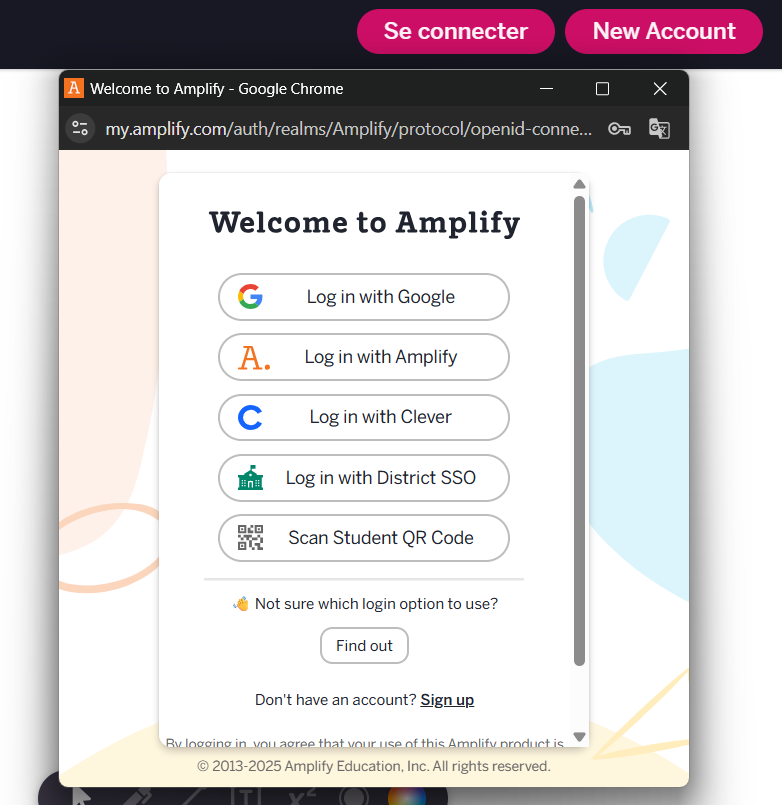 Se connecter
New Account
A Welcome to Amplify - Google Chrome
my.amplify.com/auth/realms/Amplify/protocol/openid-conne...
Welcome to Amplify
Log in with Google
A. Log in with Amplify
Log in with Clever
Log in with District SSO
Scan Student QR Code
👋 Not sure which login option to use?
Find out
Don't have an account? Sign up
By logging in, you agree that your use of this Amplify product is
© 2013-2025 Amplify Education, Inc. All rights reserved.
T x²